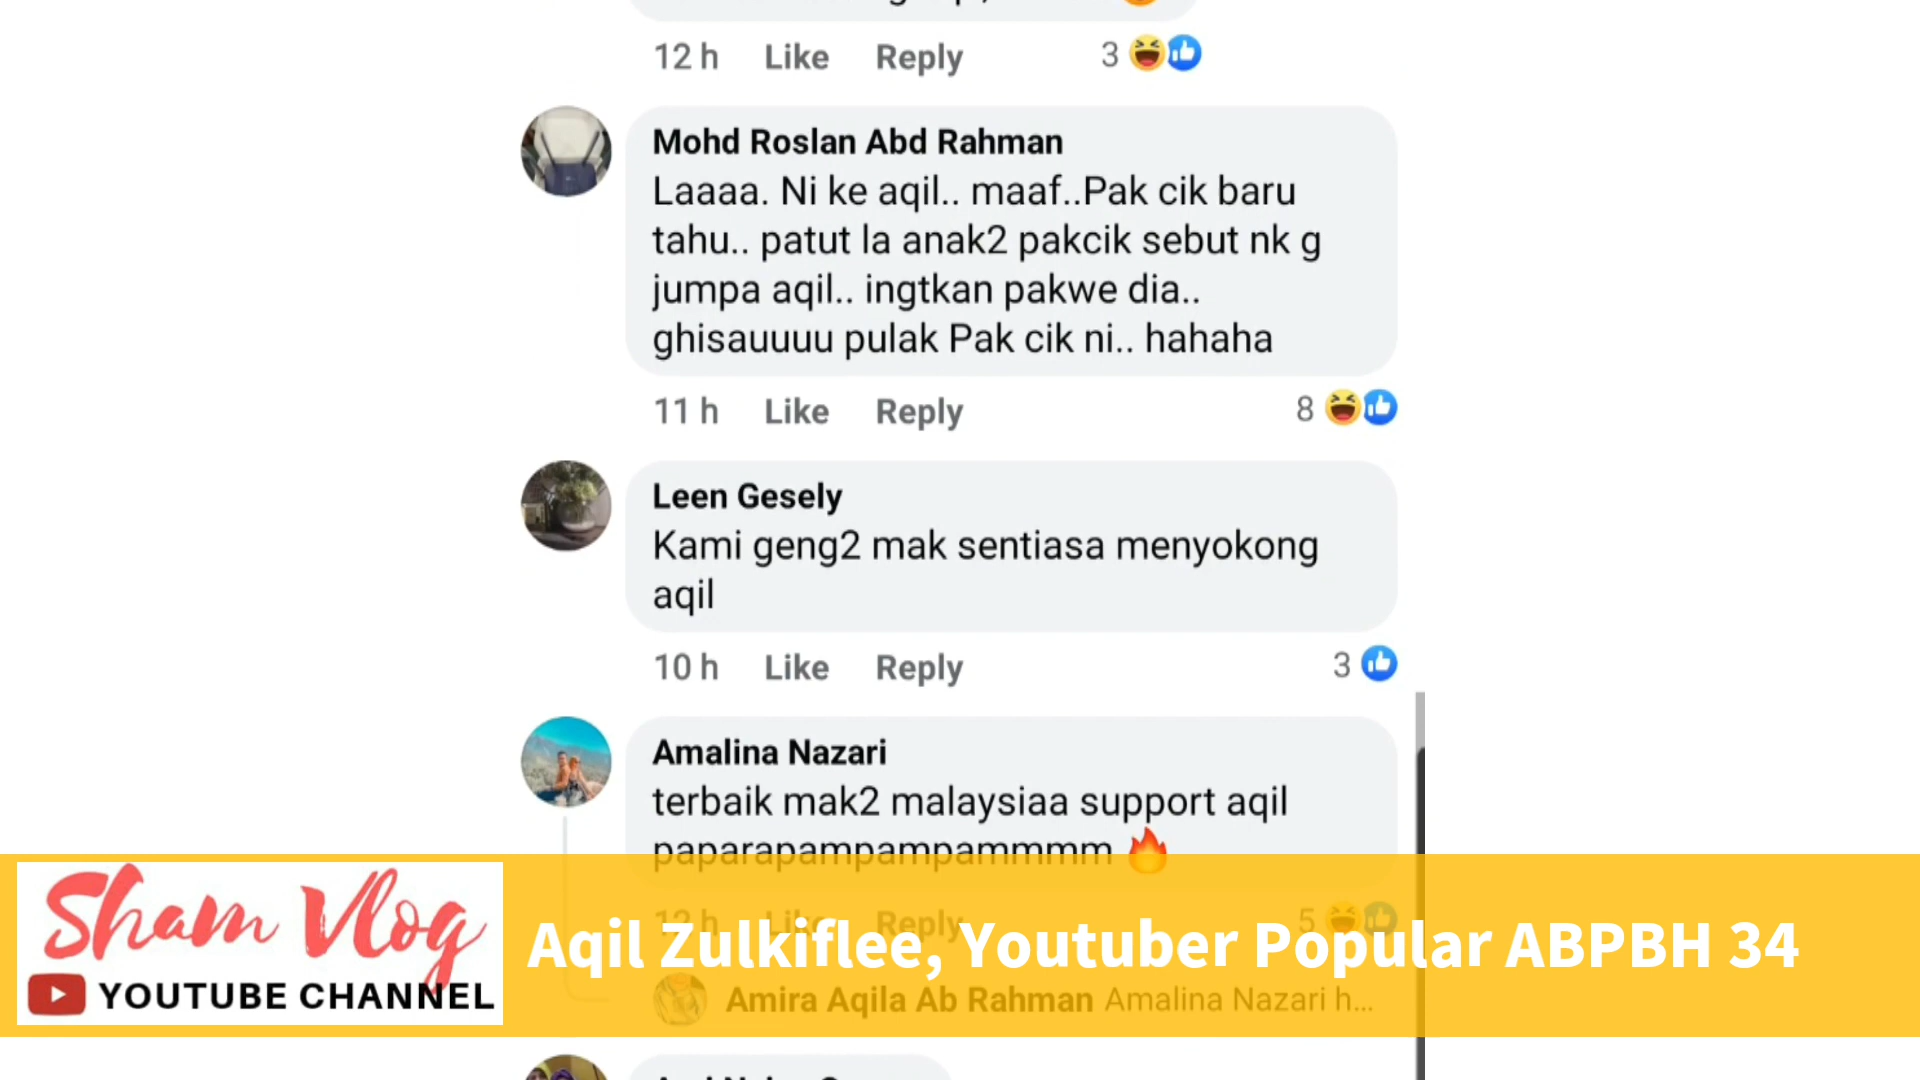 12 h Like Reply 3
Mohd Roslan Abd Rahman
Laaaa. Ni ke aqil.. maaf..Pak cik baru
tahu.. patut la anak2 pakcik sebut nk g
jumpa aqil.. ingtkan pakwe dia..
ghisauuuu pulak Pak cik ni.. hahaha
11 h Like Reply 8
Leen Gesely
Kami geng2 mak sentiasa menyokong
aqil
10 h Like Reply 3
Amalina Nazari
terbaik mak2 malaysiaa support aqil
paparapampampammmm 🔥
12 h Like Reply 5
Sham Vlog
YOUTUBE CHANNEL
Aqil Zulkiflee, Youtuber Popular ABPBH 34
Amira Aqila Ab Rahman Amalina Nazari h...